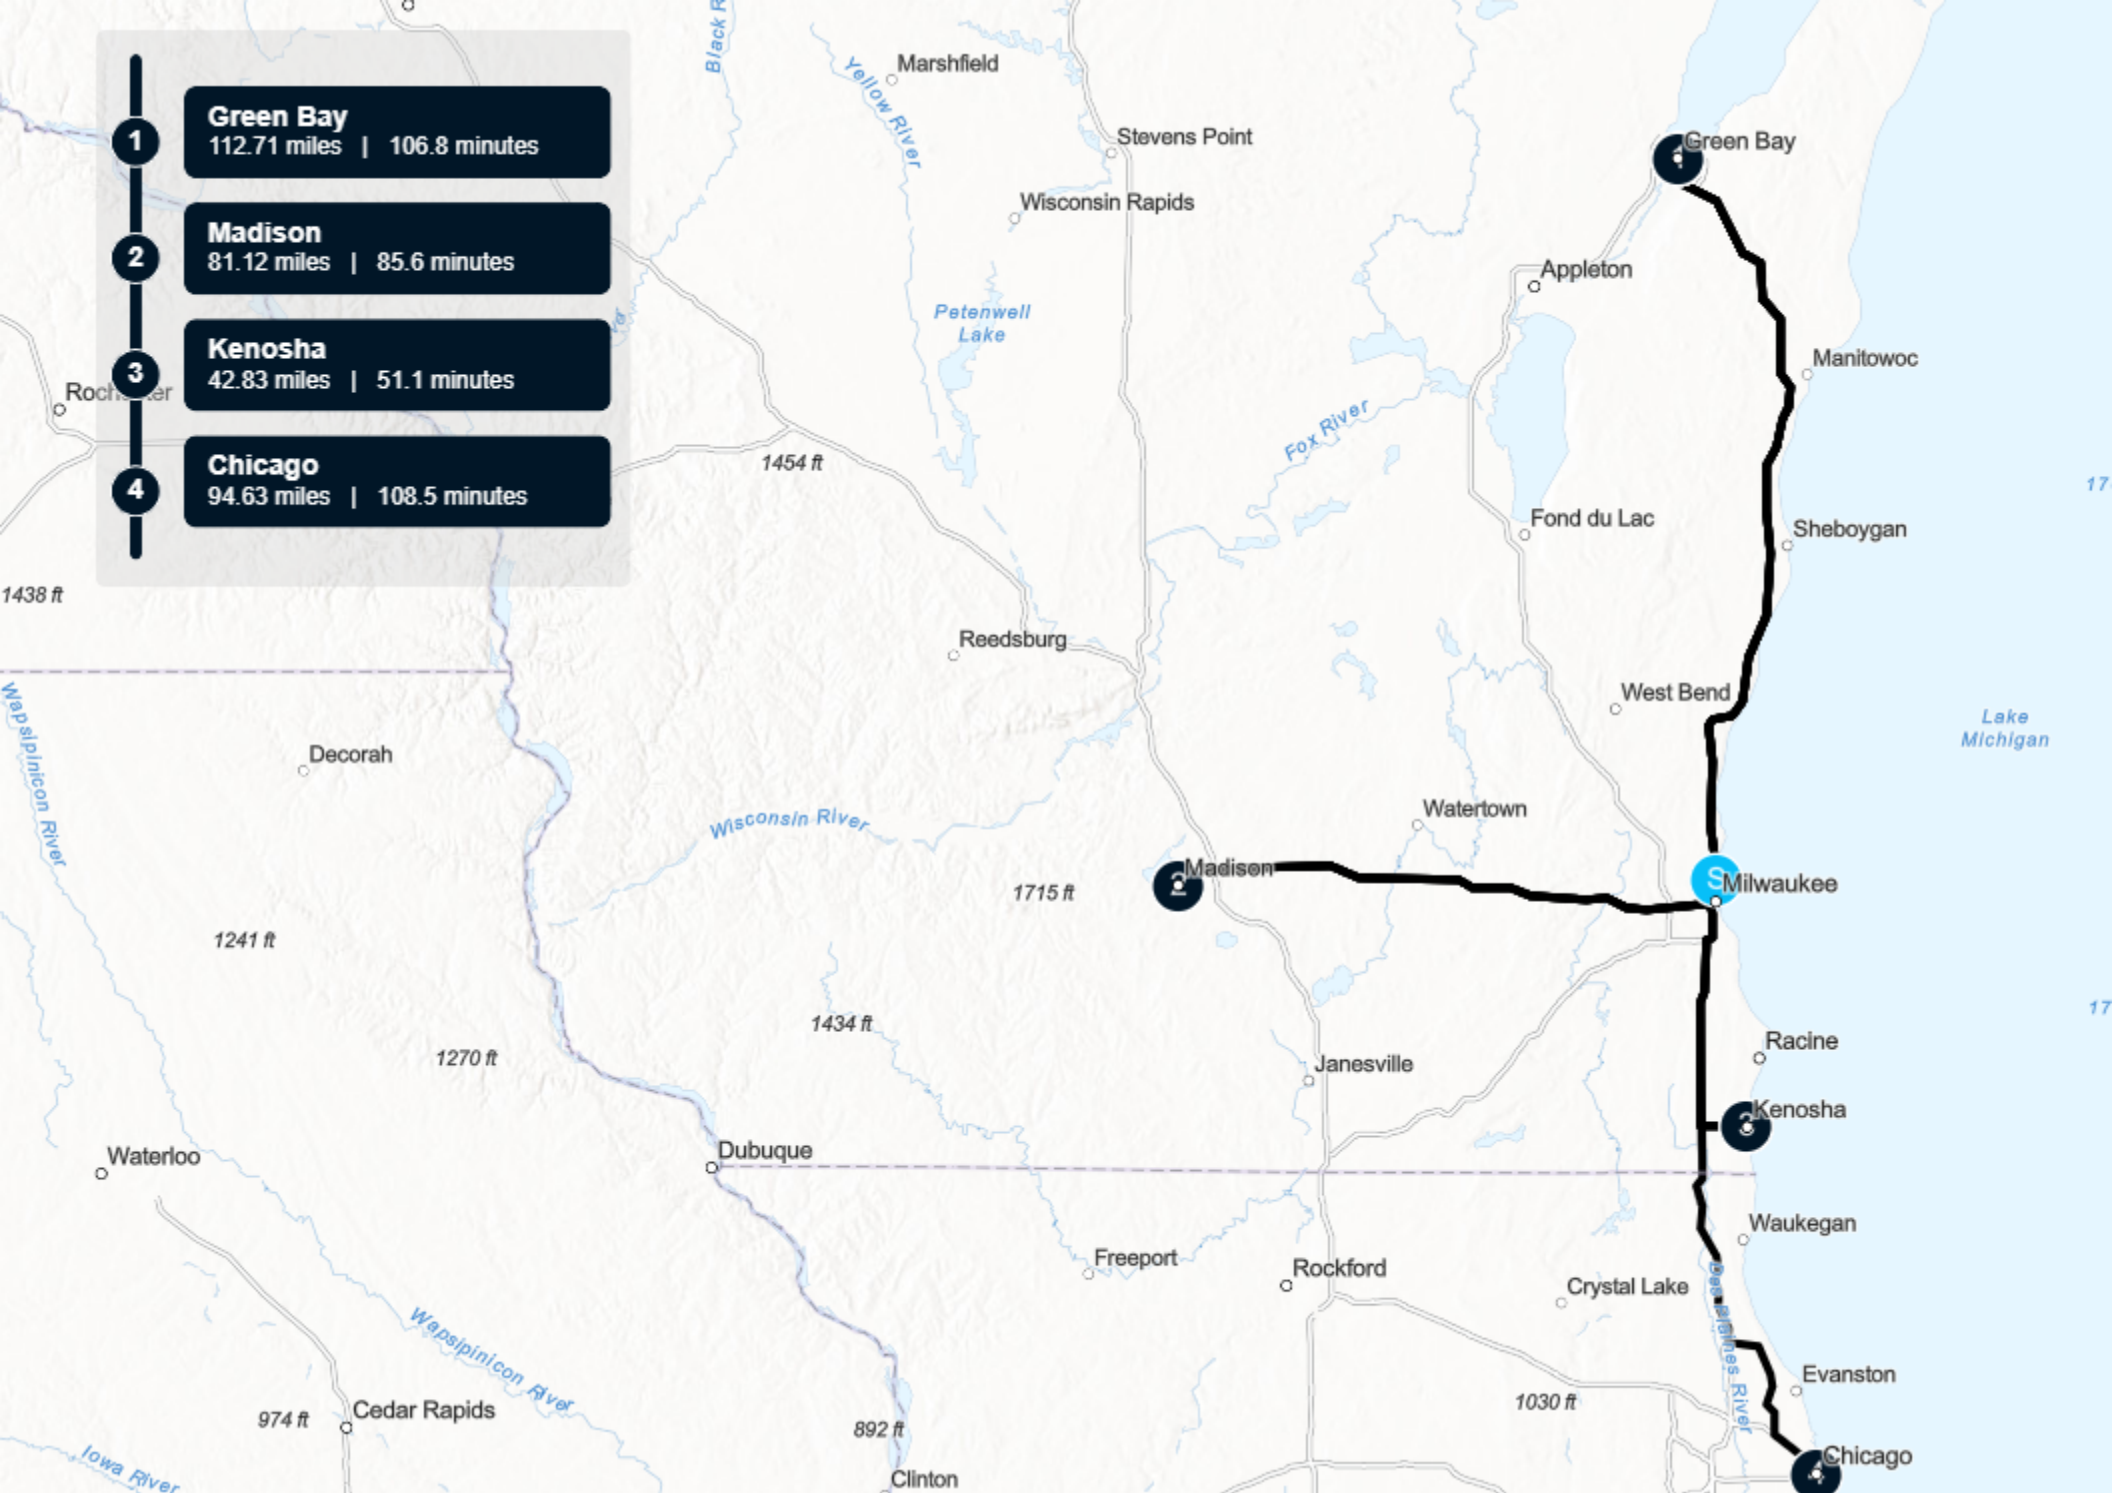 Green Bay
112.71 miles | 106.8 minutes
Madison
81.12 miles | 85.6 minutes
Kenosha
42.83 miles | 51.1 minutes
Chicago
94.63 miles | 108.5 minutes
1
2
3
4
Black R
Yellow River
Marshfield
Stevens Point
Wisconsin Rapids
Green Bay
Appleton
Petenwell
Lake
Manitowoc
Fox River
1454 ft
17
Fond du Lac
Sheboygan
1438 ft
Reedsburg
West Bend
Lake
Michigan
Wapsipinicon River
Decorah
Wisconsin River
Watertown
2
Madison
1715 ft
S
Milwaukee
1241 ft
17
1434 ft
1270 ft
Racine
Janesville
3
Kenosha
Waterloo
Dubuque
Waukegan
Freeport
Rockford
Crystal Lake
Des Plaines River
Wapsipinicon River
Evanston
1030 ft
974 ft
Cedar Rapids
892 ft
Iowa River
4
Chicago
Clinton